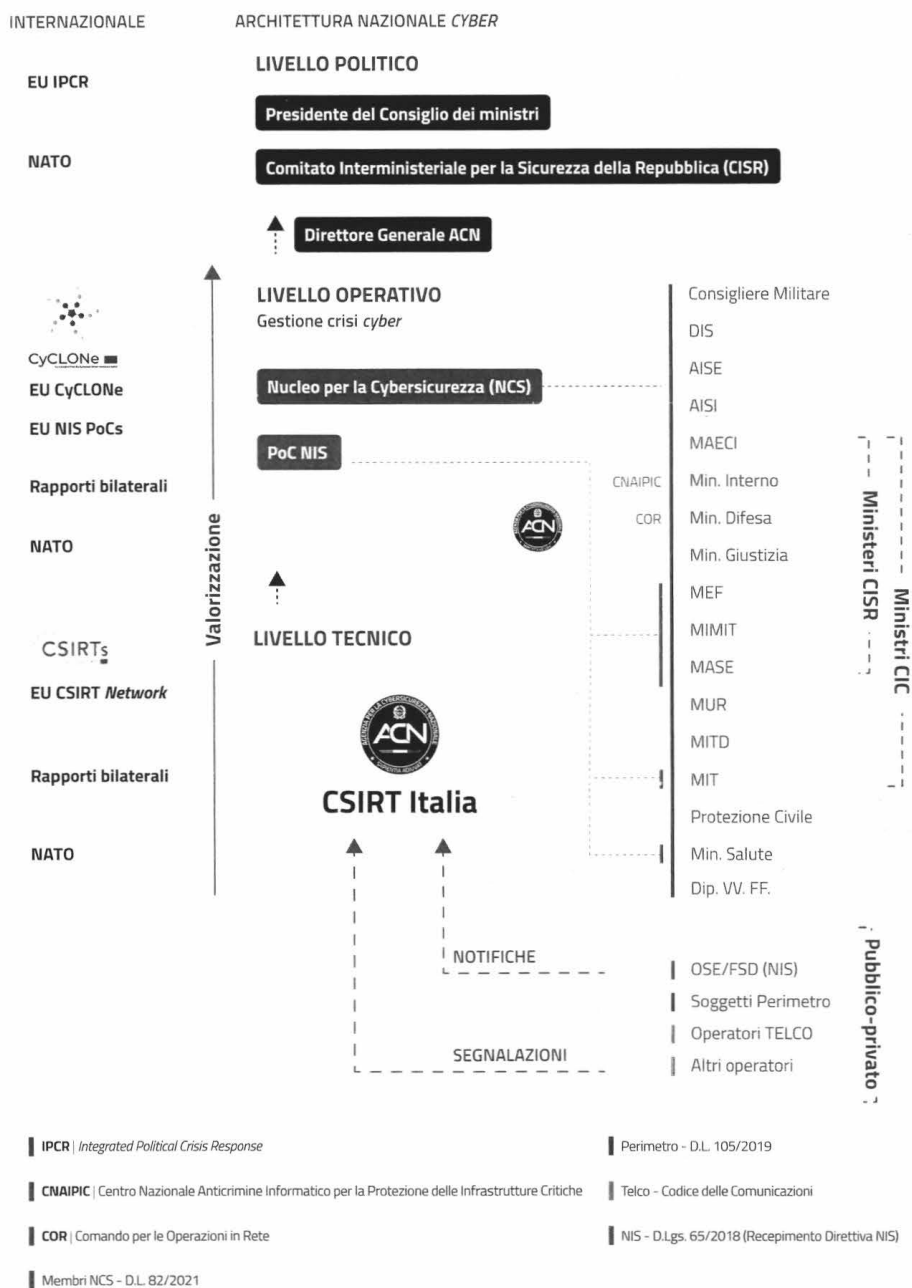 INTERNAZIONALE
ARCHITETTURA NAZIONALE CYBER
EU IPCR
NATO
LIVELLO POLITICO
Presidente del Consiglio dei ministri
Comitato Interministeriale per la Sicurezza della Repubblica (CISR)
Direttore Generale ACN
CyCLONe
EU CyCLONe
EU NIS PoCs
Rapporti bilaterali
NATO
Valorizzazione
LIVELLO OPERATIVO
Gestione crisi cyber
Nucleo per la Cybersicurezza (NCS)
PoC NIS
ACN
CNAIPIC
COR
Consigliere Militare
DIS
AISE
AISI
MAECI
Min. Interno
Min. Difesa
Min. Giustizia
MEF
MIMIT
MASE
MUR
MITD
MIT
Protezione Civile
Min. Salute
Dip. VV. FF.
Ministeri CISR
Ministri CIC
CSIRTs
EU CSIRT Network
Rapporti bilaterali
NATO
LIVELLO TECNICO
AGENZIA PER LA CYBERSICUREZZA NAZIONALE
ACN
CSIRT Italia
NOTIFICHE
SEGNALAZIONI
OSE/FSD (NIS)
Soggetti Perimetro
Operatori TELCO
Altri operatori
Pubblico-privato
IPCR | Integrated Political Crisis Response
CNAIPIC | Centro Nazionale Anticrimine Informatico per la Protezione delle Infrastrutture Critiche
COR | Comando per le Operazioni in Rete
Membri NCS - D.L. 82/2021
Perimetro - D.L. 105/2019
Telco - Codice delle Comunicazioni
NIS - D.Lgs. 65/2018 (Recepimento Direttiva NIS)